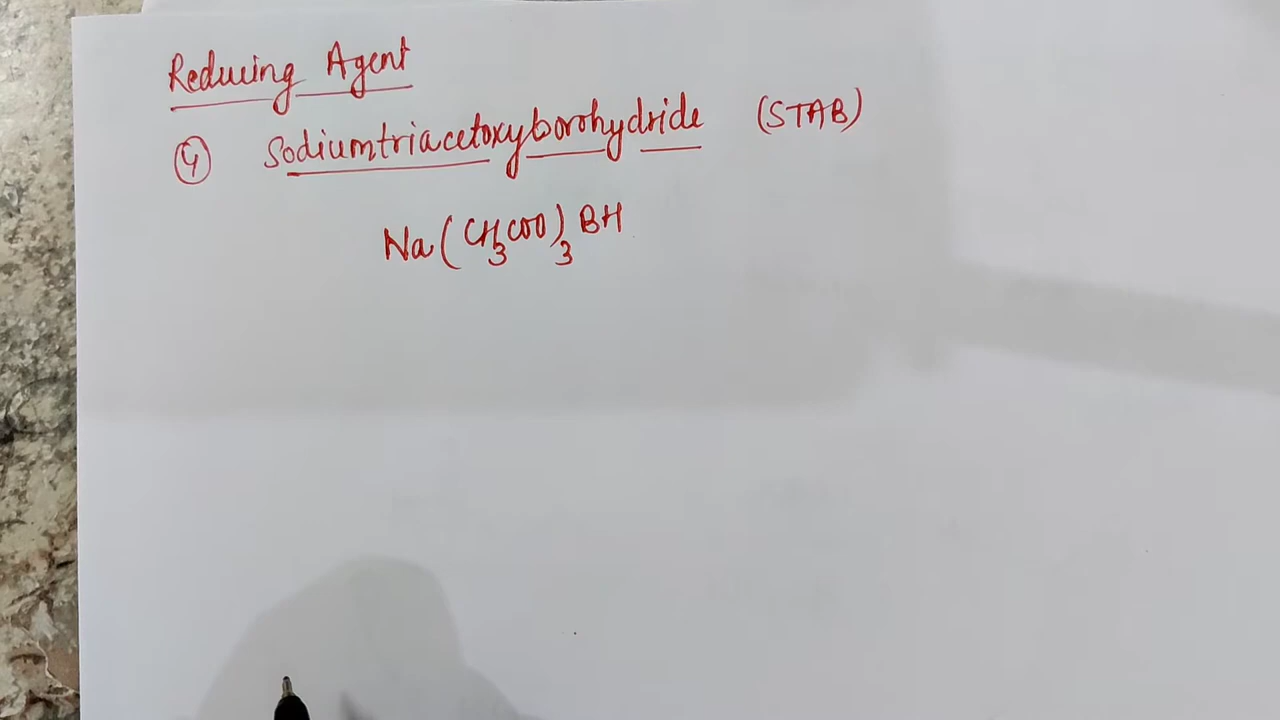 Reducing Agent
④ Sodiumtriacetoxyborohydride (STAB)
Na(CH₃COO)₃BH